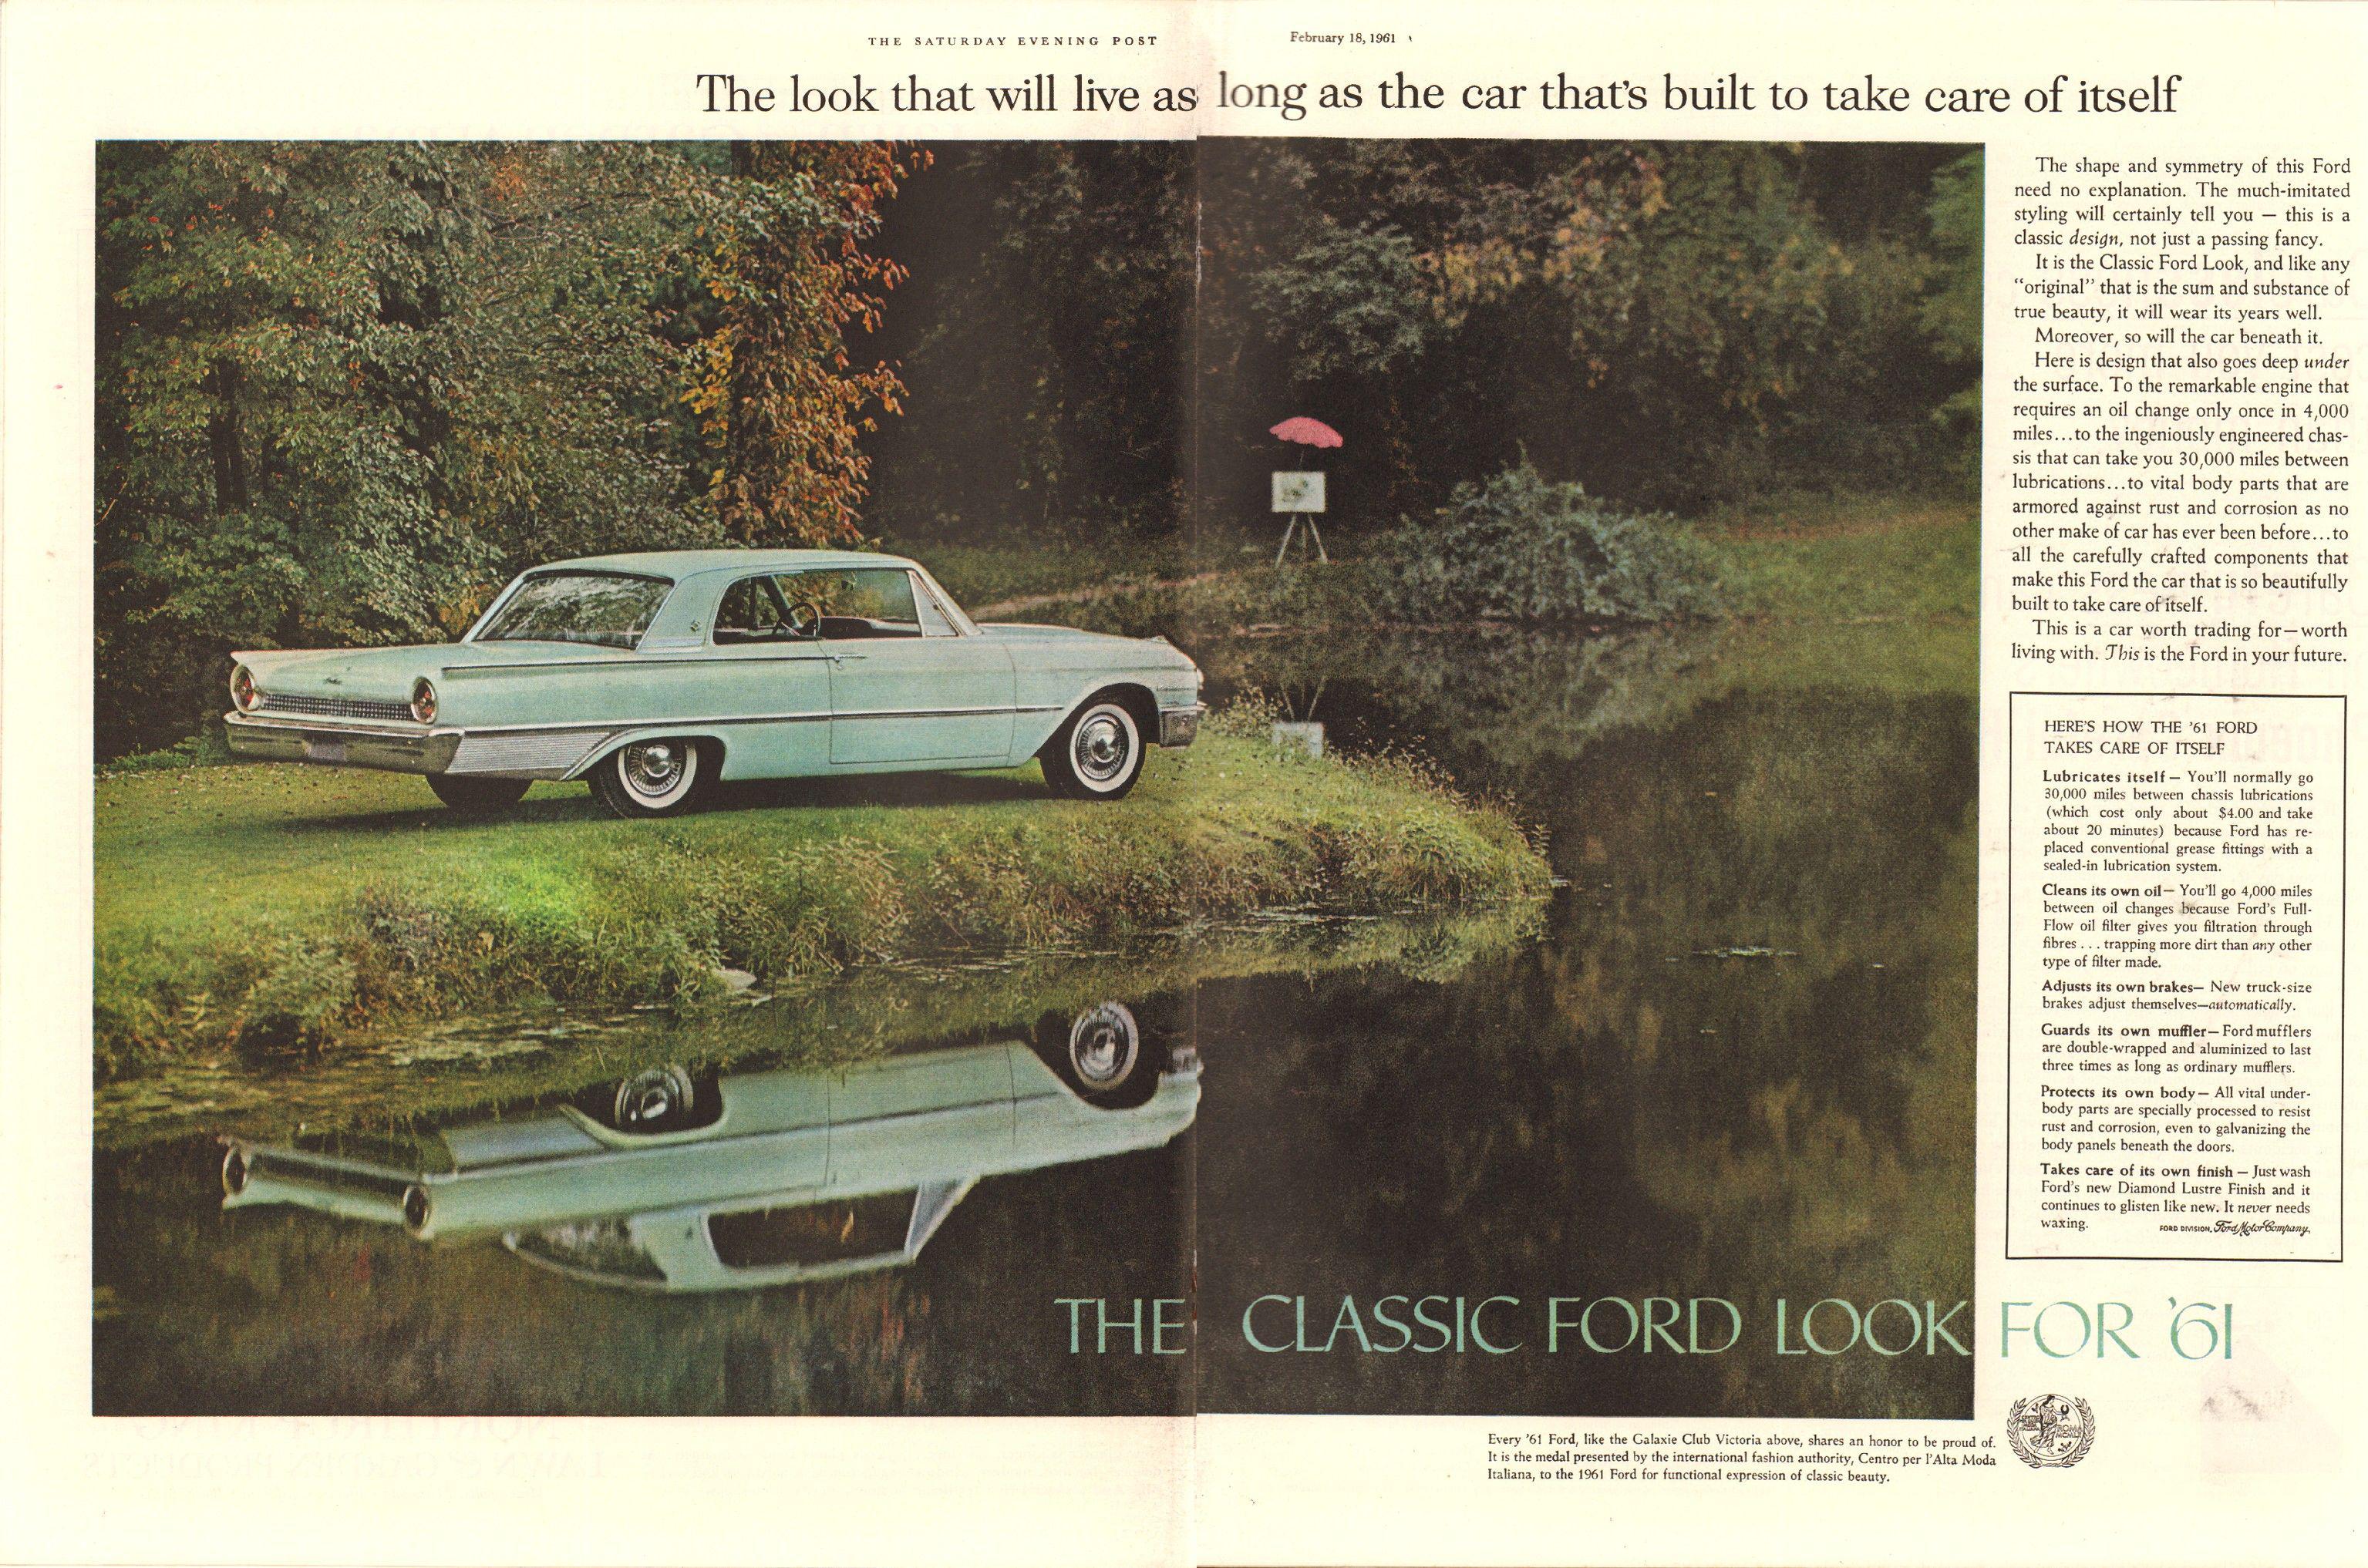 THE SATURDAY EVENING POST
February 18, 1961
The look that will live as long as the car that's built to take care of itself
The shape and symmetry of this Ford
need no explanation. The much-imitated
styling will certainly tell you — this is a
classic design, not just a passing fancy.
It is the Classic Ford Look, and like any
“original” that is the sum and substance of
true beauty, it will wear its years well.
Moreover, so will the car beneath it.
Here is design that also goes deep under
the surface. To the remarkable engine that
requires an oil change only once in 4,000
miles...to the ingeniously engineered chas-
sis that can take you 30,000 miles between
lubrications...to vital body parts that are
armored against rust and corrosion as no
other make of car has ever been before...to
all the carefully crafted components that
make this Ford the car that is so beautifully
built to take care of itself.
This is a car worth trading for—worth
living with. This is the Ford in your future.
HERE'S HOW THE '61 FORD
TAKES CARE OF ITSELF
Lubricates itself — You'll normally go
30,000 miles between chassis lubrications
(which cost only about $4.00 and take
about 20 minutes) because Ford has re-
placed conventional grease fittings with a
sealed-in lubrication system.
Cleans its own oil— You'll go 4,000 miles
between oil changes because Ford's Full-
Flow oil filter gives you filtration through
fibres . . . trapping more dirt than any other
type of filter made.
Adjusts its own brakes— New truck-size
brakes adjust themselves—automatically.
Guards its own muffler— Ford mufflers
are double-wrapped and aluminized to last
three times as long as ordinary mufflers.
Protects its own body— All vital under-
body parts are specially processed to resist
rust and corrosion, even to galvanizing the
body panels beneath the doors.
Takes care of its own finish — Just wash
Ford's new Diamond Lustre Finish and it
continues to glisten like new. It never needs
waxing.
FORD DIVISION, Ford Motor Company,
THE CLASSIC FORD LOOK FOR '61
Every '61 Ford, like the Galaxie Club Victoria above, shares an honor to be proud of.
It is the medal presented by the international fashion authority, Centro per l'Alta Moda
Italiana, to the 1961 Ford for functional expression of classic beauty.